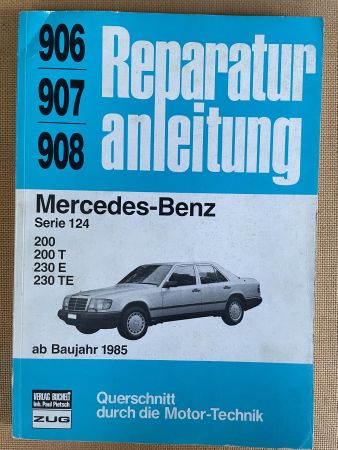 906
907
908
Reparatur
anleitung
Mercedes-Benz
Serie 124
200
200 T
230 E
230 TE
ab Baujahr 1985
VERLAG BUCHELI
Inh. Paul Pietsch
ZUG
Querschnitt
durch die Motor-Technik